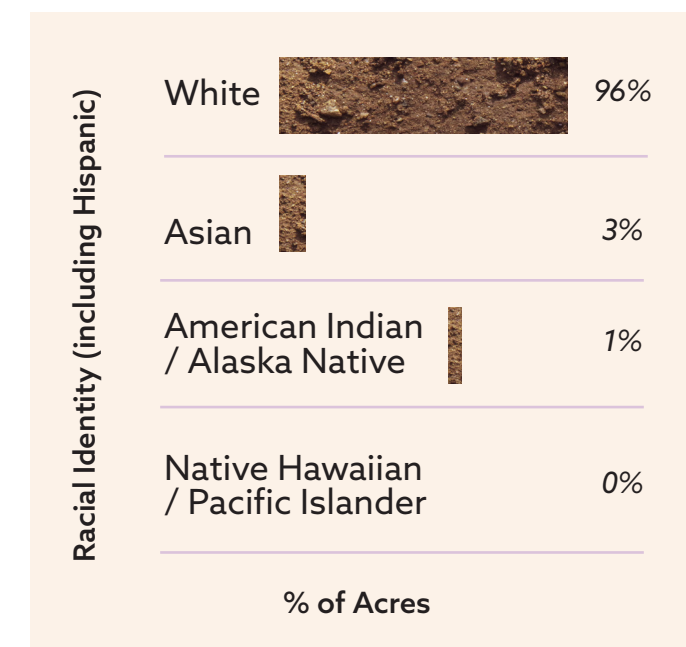 Racial Identity (including Hispanic)
White 96%
Asian 3%
American Indian
/ Alaska Native 1%
Native Hawaiian
/ Pacific Islander 0%
% of Acres